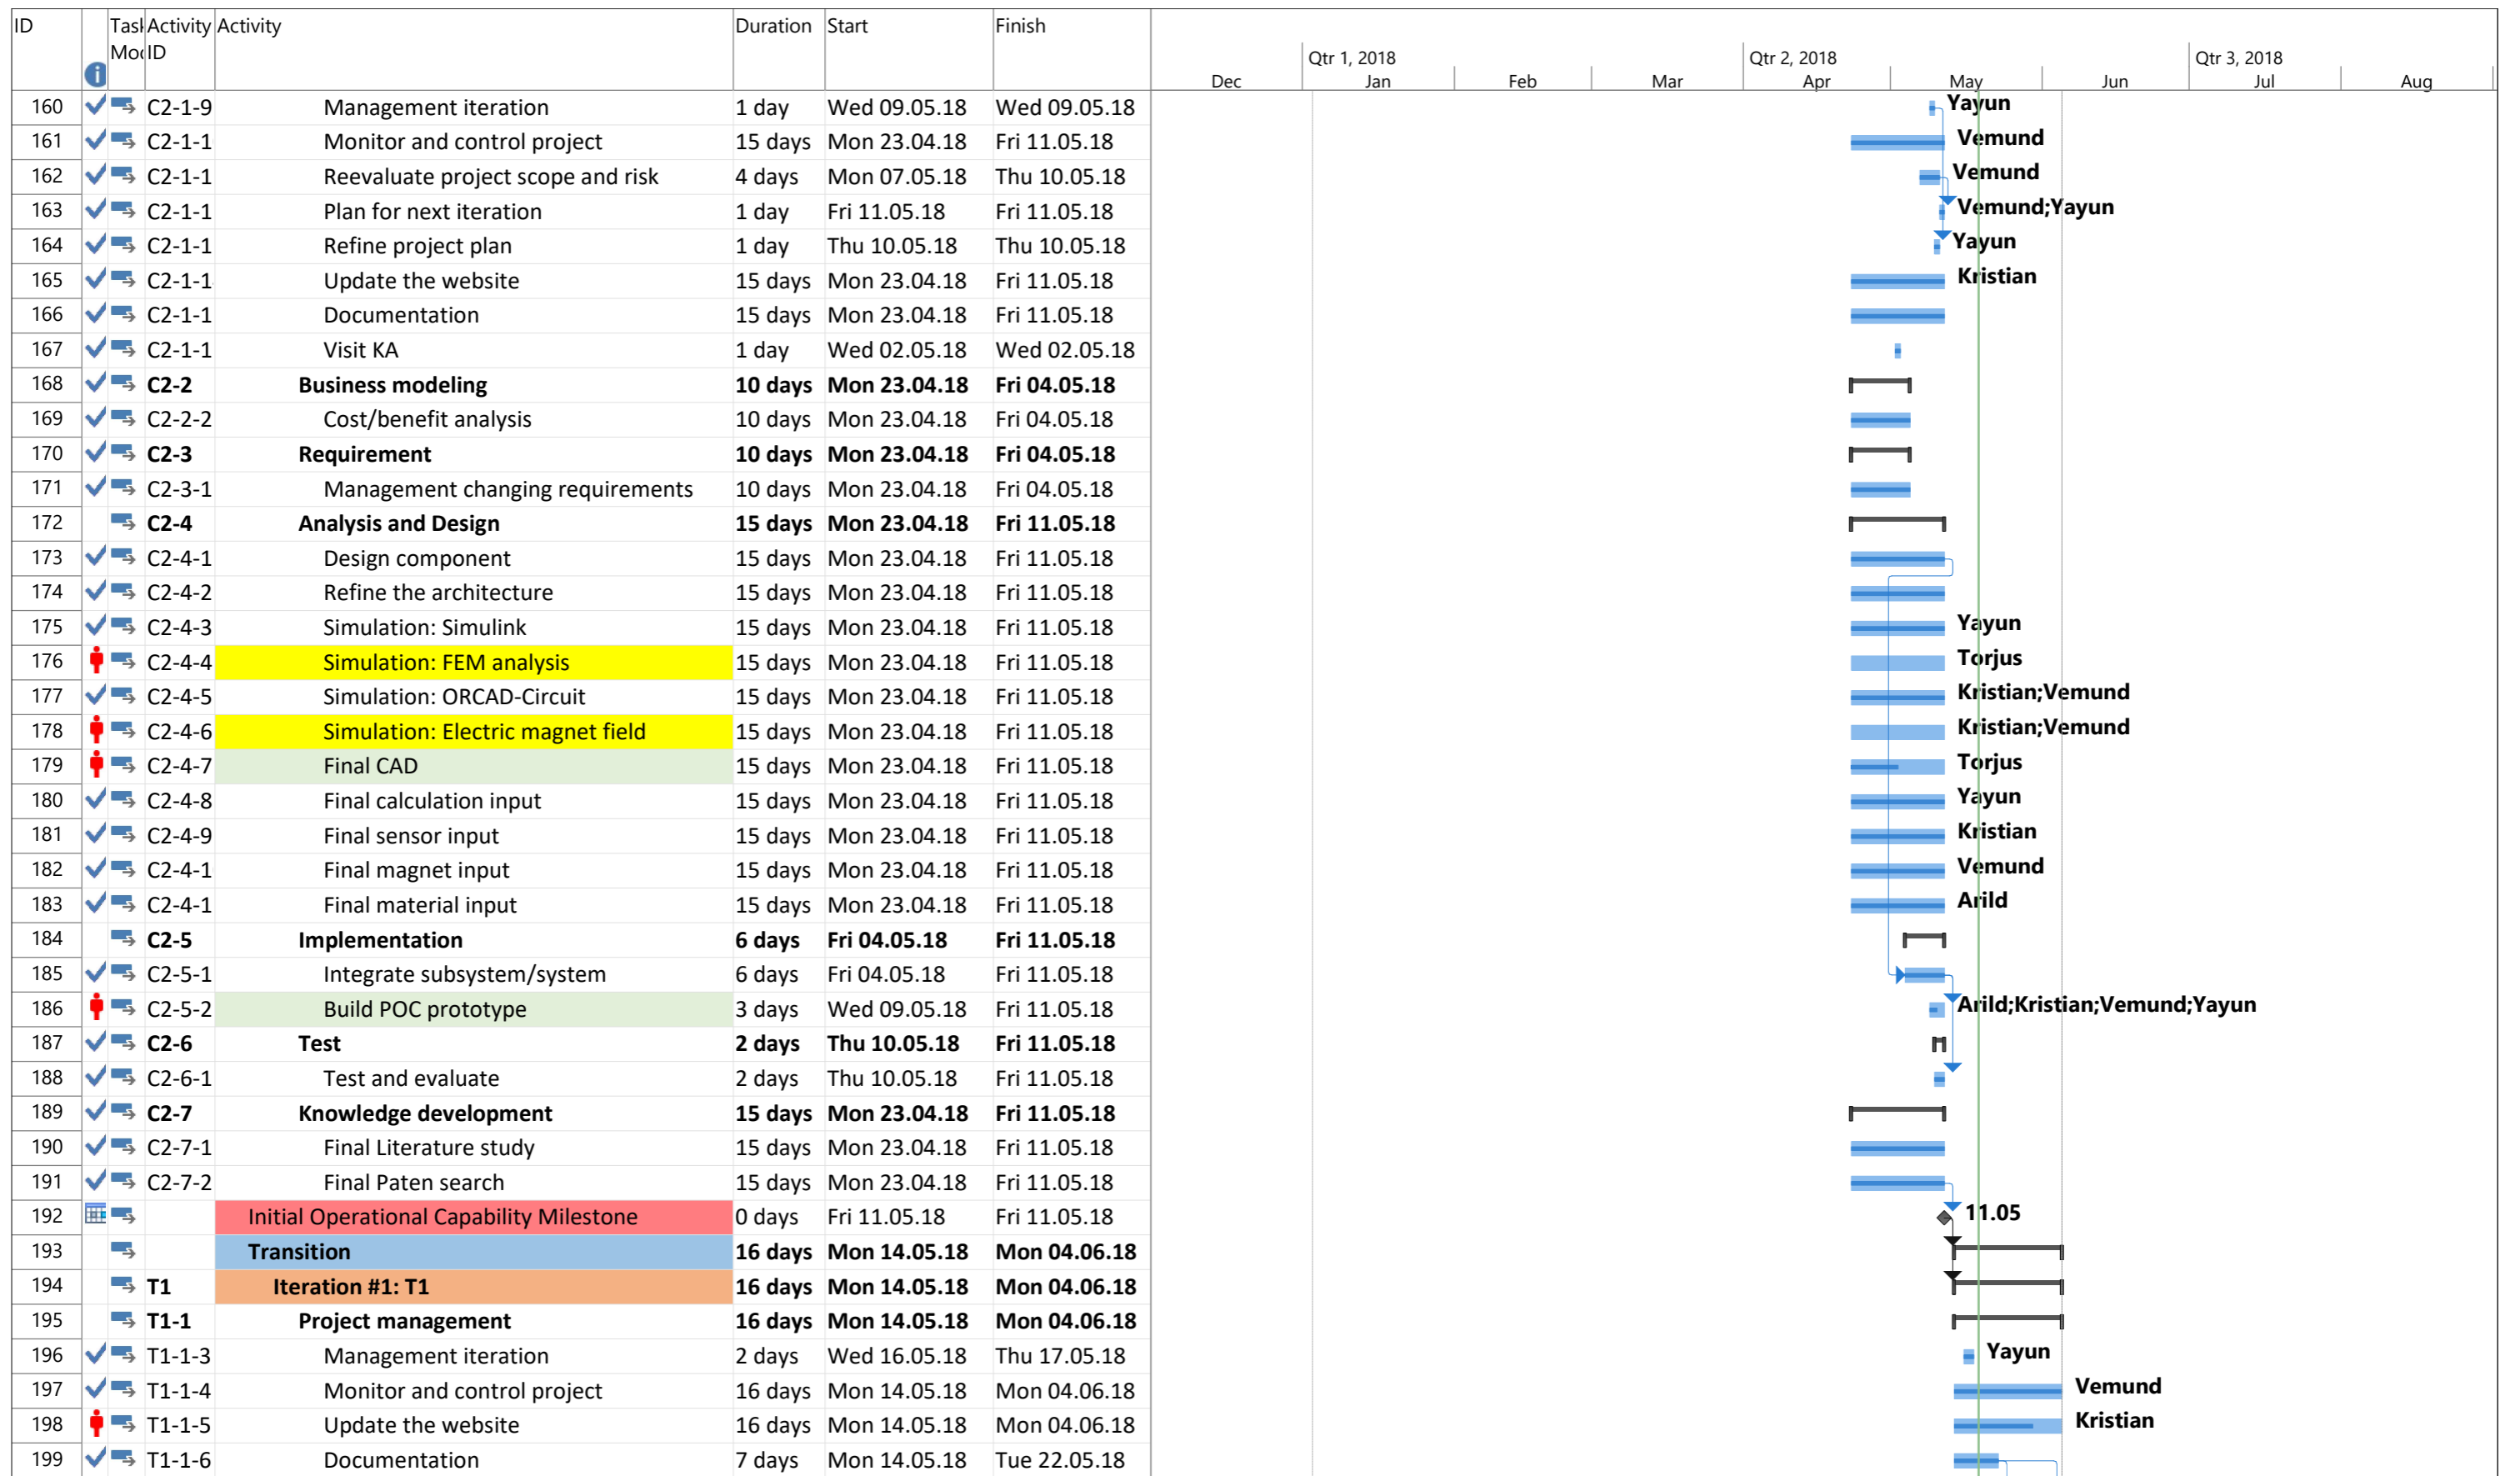 ID Task Activity Activity Duration Start Finish
Mod ID
Qtr 1, 2018 Qtr 2, 2018 Qtr 3, 2018
Dec Jan Feb Mar Apr May Jun Jul Aug
160 C2-1-9 Management iteration 1 day Wed 09.05.18 Wed 09.05.18 Yayun
161 C2-1-1 Monitor and control project 15 days Mon 23.04.18 Fri 11.05.18 Vemund
162 C2-1-1 Reevaluate project scope and risk 4 days Mon 07.05.18 Thu 10.05.18 Vemund
163 C2-1-1 Plan for next iteration 1 day Fri 11.05.18 Fri 11.05.18 Vemund;Yayun
164 C2-1-1 Refine project plan 1 day Thu 10.05.18 Thu 10.05.18 Yayun
165 C2-1-1 Update the website 15 days Mon 23.04.18 Fri 11.05.18 Kristian
166 C2-1-1 Documentation 15 days Mon 23.04.18 Fri 11.05.18
167 C2-1-1 Visit KA 1 day Wed 02.05.18 Wed 02.05.18
168 C2-2 Business modeling 10 days Mon 23.04.18 Fri 04.05.18
169 C2-2-2 Cost/benefit analysis 10 days Mon 23.04.18 Fri 04.05.18
170 C2-3 Requirement 10 days Mon 23.04.18 Fri 04.05.18
171 C2-3-1 Management changing requirements 10 days Mon 23.04.18 Fri 04.05.18
172 C2-4 Analysis and Design 15 days Mon 23.04.18 Fri 11.05.18
173 C2-4-1 Design component 15 days Mon 23.04.18 Fri 11.05.18
174 C2-4-2 Refine the architecture 15 days Mon 23.04.18 Fri 11.05.18
175 C2-4-3 Simulation: Simulink 15 days Mon 23.04.18 Fri 11.05.18 Yayun
176 C2-4-4 Simulation: FEM analysis 15 days Mon 23.04.18 Fri 11.05.18 Torjus
177 C2-4-5 Simulation: ORCAD-Circuit 15 days Mon 23.04.18 Fri 11.05.18 Kristian;Vemund
178 C2-4-6 Simulation: Electric magnet field 15 days Mon 23.04.18 Fri 11.05.18 Kristian;Vemund
179 C2-4-7 Final CAD 15 days Mon 23.04.18 Fri 11.05.18 Torjus
180 C2-4-8 Final calculation input 15 days Mon 23.04.18 Fri 11.05.18 Yayun
181 C2-4-9 Final sensor input 15 days Mon 23.04.18 Fri 11.05.18 Kristian
182 C2-4-1 Final magnet input 15 days Mon 23.04.18 Fri 11.05.18 Vemund
183 C2-4-1 Final material input 15 days Mon 23.04.18 Fri 11.05.18 Arild
184 C2-5 Implementation 6 days Fri 04.05.18 Fri 11.05.18
185 C2-5-1 Integrate subsystem/system 6 days Fri 04.05.18 Fri 11.05.18
186 C2-5-2 Build POC prototype 3 days Wed 09.05.18 Fri 11.05.18 Arild;Kristian;Vemund;Yayun
187 C2-6 Test 2 days Thu 10.05.18 Fri 11.05.18
188 C2-6-1 Test and evaluate 2 days Thu 10.05.18 Fri 11.05.18
189 C2-7 Knowledge development 15 days Mon 23.04.18 Fri 11.05.18
190 C2-7-1 Final Literature study 15 days Mon 23.04.18 Fri 11.05.18
191 C2-7-2 Final Paten search 15 days Mon 23.04.18 Fri 11.05.18
192 Initial Operational Capability Milestone 0 days Fri 11.05.18 Fri 11.05.18 11.05
193 Transition 16 days Mon 14.05.18 Mon 04.06.18
194 T1 Iteration #1: T1 16 days Mon 14.05.18 Mon 04.06.18
195 T1-1 Project management 16 days Mon 14.05.18 Mon 04.06.18
196 T1-1-3 Management iteration 2 days Wed 16.05.18 Thu 17.05.18 Yayun
197 T1-1-4 Monitor and control project 16 days Mon 14.05.18 Mon 04.06.18 Vemund
198 T1-1-5 Update the website 16 days Mon 14.05.18 Mon 04.06.18 Kristian
199 T1-1-6 Documentation 7 days Mon 14.05.18 Tue 22.05.18